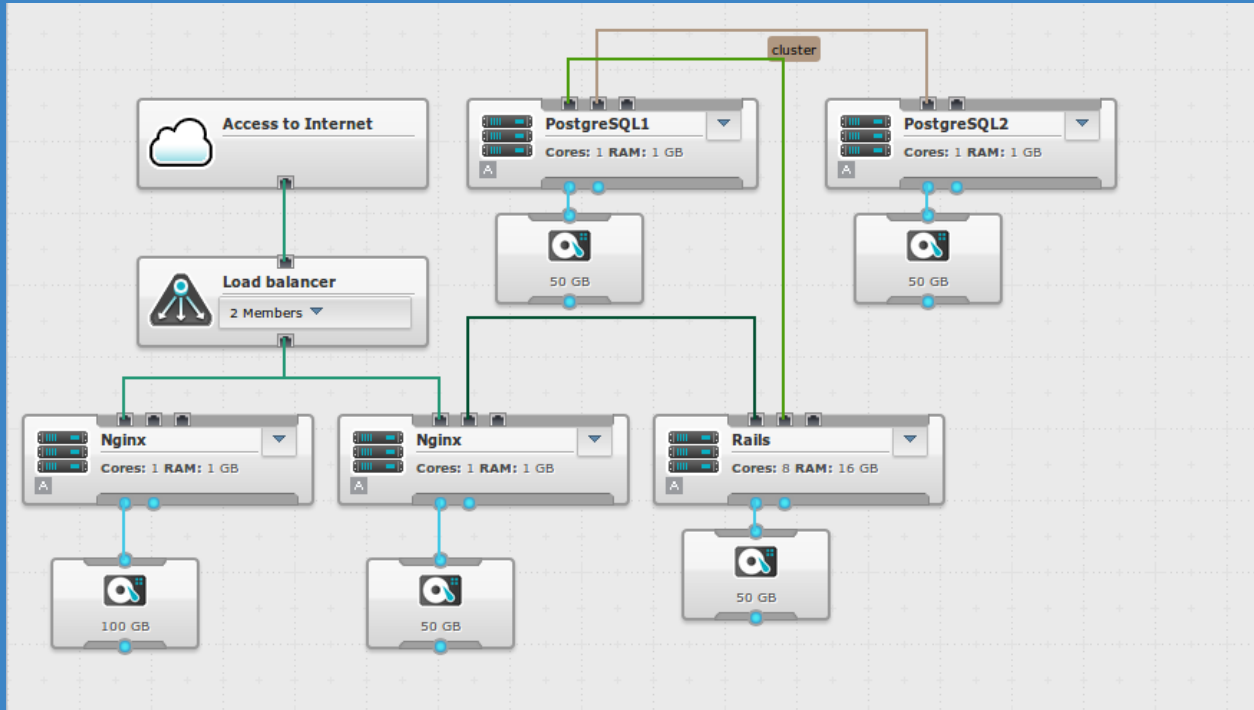 cluster
Access to Internet
PostgreSQL1
Cores: 1 RAM: 1 GB
A
PostgreSQL2
Cores: 1 RAM: 1 GB
A
50 GB
50 GB
Load balancer
2 Members
Nginx
Cores: 1 RAM: 1 GB
A
Nginx
Cores: 1 RAM: 1 GB
A
Rails
Cores: 8 RAM: 16 GB
A
100 GB
50 GB
50 GB